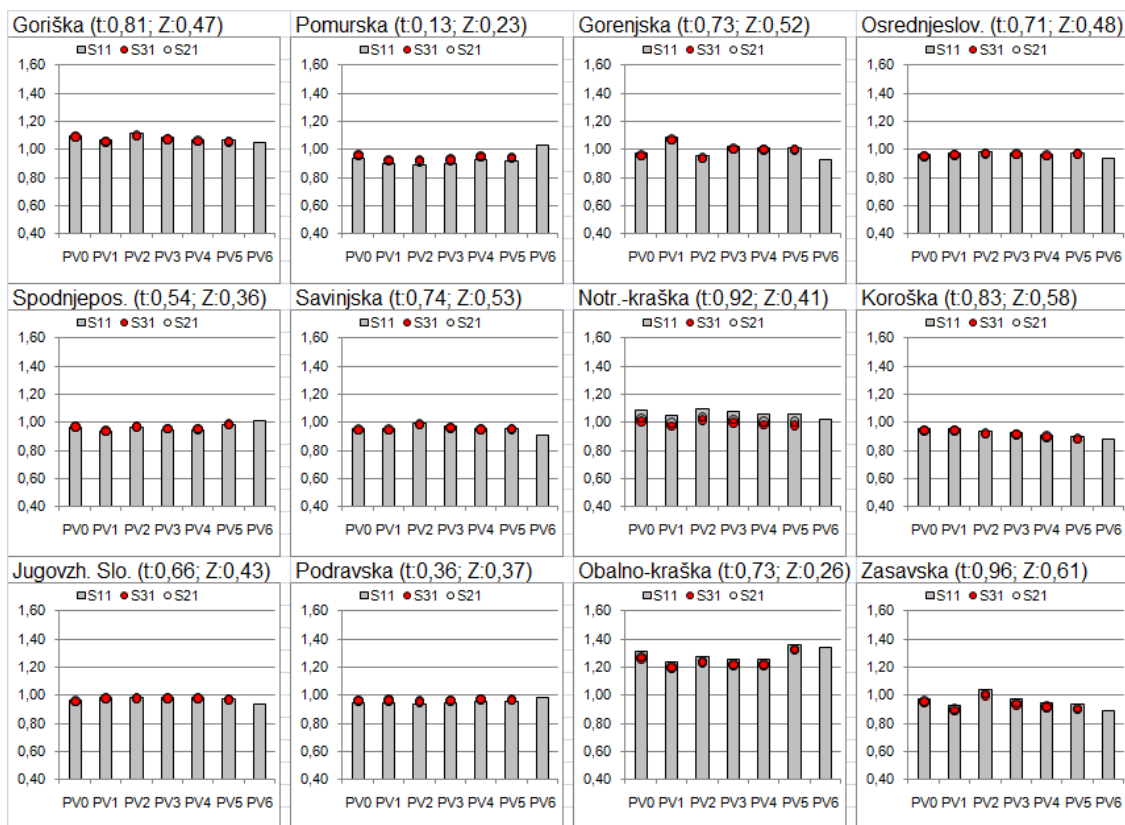 Goriška (t:0,81; Z:0,47)
S11 S31 S21
1,60
1,40
1,20
1,00
0,80
0,60
0,40
PV0 PV1 PV2 PV3 PV4 PV5 PV6
Pomurska (t:0,13; Z:0,23)
S11 S31 S21
1,60
1,40
1,20
1,00
0,80
0,60
0,40
PV0 PV1 PV2 PV3 PV4 PV5 PV6
Gorenjska (t:0,73; Z:0,52)
S11 S31 S21
1,60
1,40
1,20
1,00
0,80
0,60
0,40
PV0 PV1 PV2 PV3 PV4 PV5 PV6
Osrednjeslov. (t:0,71; Z:0,48)
S11 S31 S21
1,60
1,40
1,20
1,00
0,80
0,60
0,40
PV0 PV1 PV2 PV3 PV4 PV5 PV6
Spodnjepos. (t:0,54; Z:0,36)
S11 S31 S21
1,60
1,40
1,20
1,00
0,80
0,60
0,40
PV0 PV1 PV2 PV3 PV4 PV5 PV6
Savinjska (t:0,74; Z:0,53)
S11 S31 S21
1,60
1,40
1,20
1,00
0,80
0,60
0,40
PV0 PV1 PV2 PV3 PV4 PV5 PV6
Notr.-kraška (t:0,92; Z:0,41)
S11 S31 S21
1,60
1,40
1,20
1,00
0,80
0,60
0,40
PV0 PV1 PV2 PV3 PV4 PV5 PV6
Koroška (t:0,83; Z:0,58)
S11 S31 S21
1,60
1,40
1,20
1,00
0,80
0,60
0,40
PV0 PV1 PV2 PV3 PV4 PV5 PV6
Jugovzh. Slo. (t:0,66; Z:0,43)
S11 S31 S21
1,60
1,40
1,20
1,00
0,80
0,60
0,40
PV0 PV1 PV2 PV3 PV4 PV5 PV6
Podravska (t:0,36; Z:0,37)
S11 S31 S21
1,60
1,40
1,20
1,00
0,80
0,60
0,40
PV0 PV1 PV2 PV3 PV4 PV5 PV6
Obalno-kraška (t:0,73; Z:0,26)
S11 S31 S21
1,60
1,40
1,20
1,00
0,80
0,60
0,40
PV0 PV1 PV2 PV3 PV4 PV5 PV6
Zasavska (t:0,96; Z:0,61)
S11 S31 S21
1,60
1,40
1,20
1,00
0,80
0,60
0,40
PV0 PV1 PV2 PV3 PV4 PV5 PV6